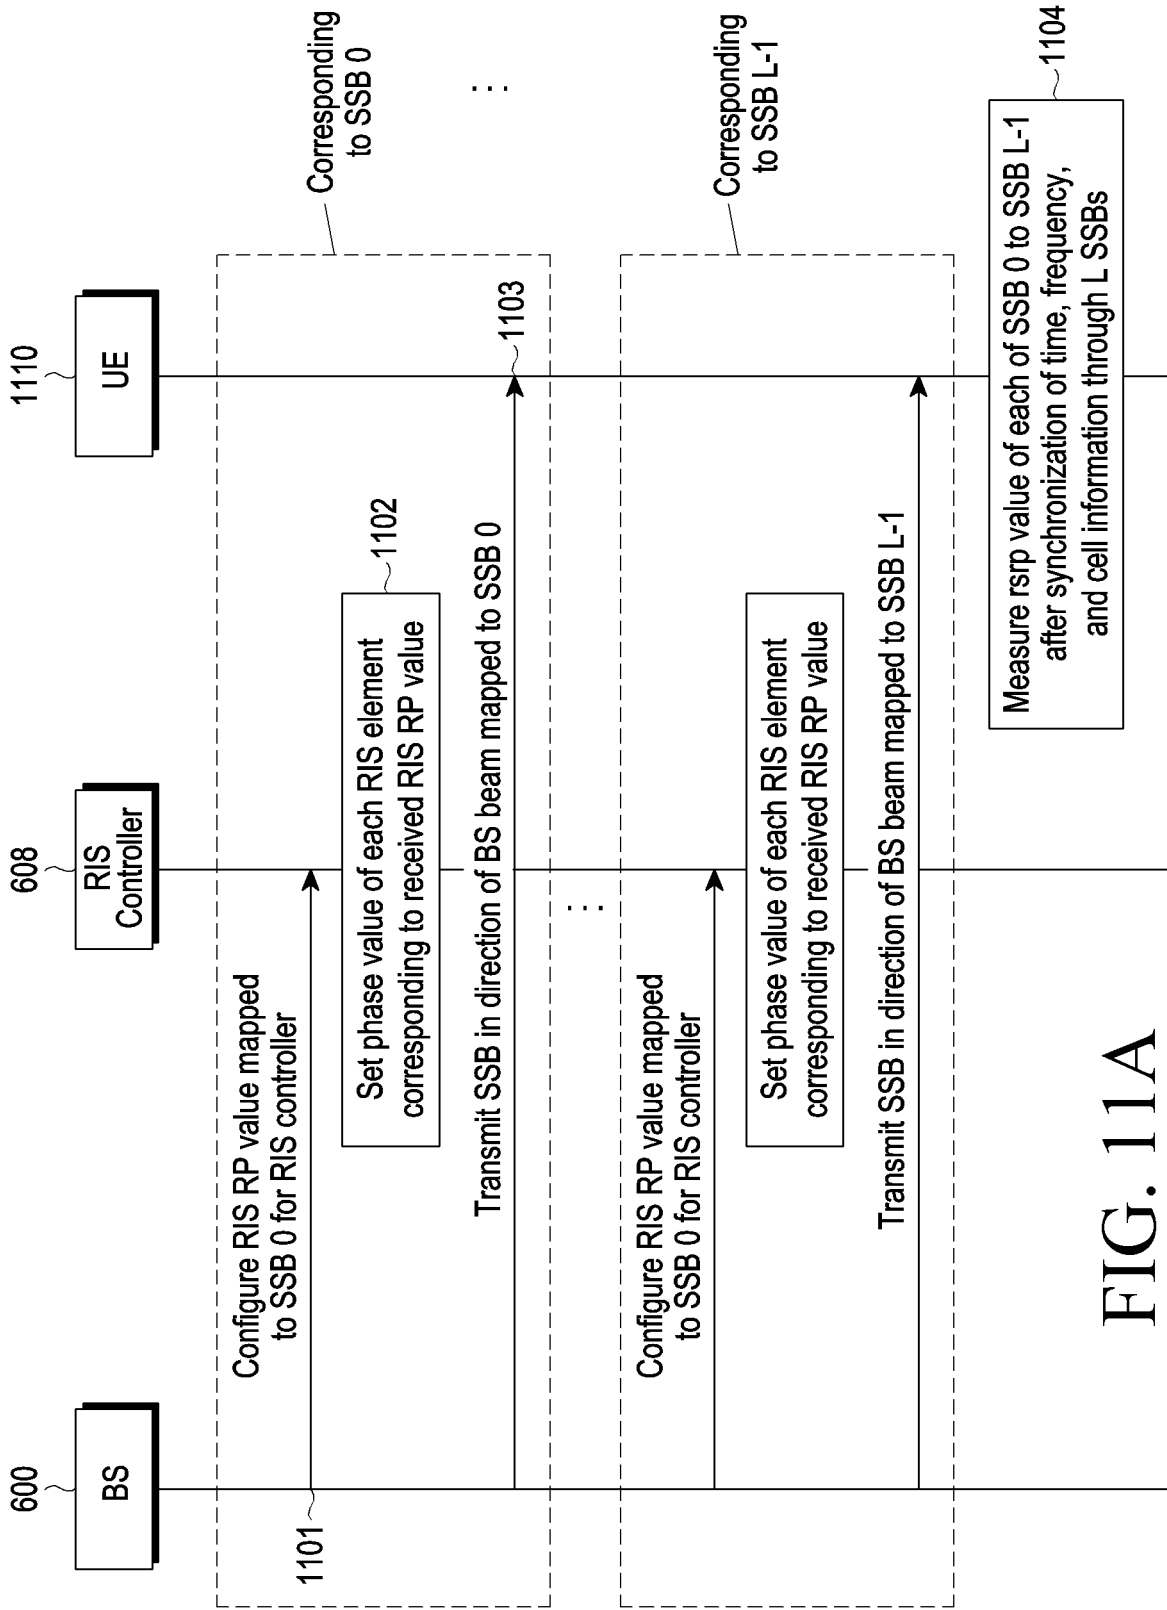 600
BS
608
RIS
Controller
1110
UE
Corresponding
to SSB 0
1101
Configure RIS RP value mapped
to SSB 0 for RIS controller
Set phase value of each RIS element
corresponding to received RIS RP value
1102
Transmit SSB in direction of BS beam mapped to SSB 0
1103
...
...
Corresponding
to SSB L-1
Configure RIS RP value mapped
to SSB 0 for RIS controller
Set phase value of each RIS element
corresponding to received RIS RP value
Transmit SSB in direction of BS beam mapped to SSB L-1
1104
Measure rsrp value of each of SSB 0 to SSB L-1
after synchronization of time, frequency,
and cell information through L SSBs
FIG. 11A